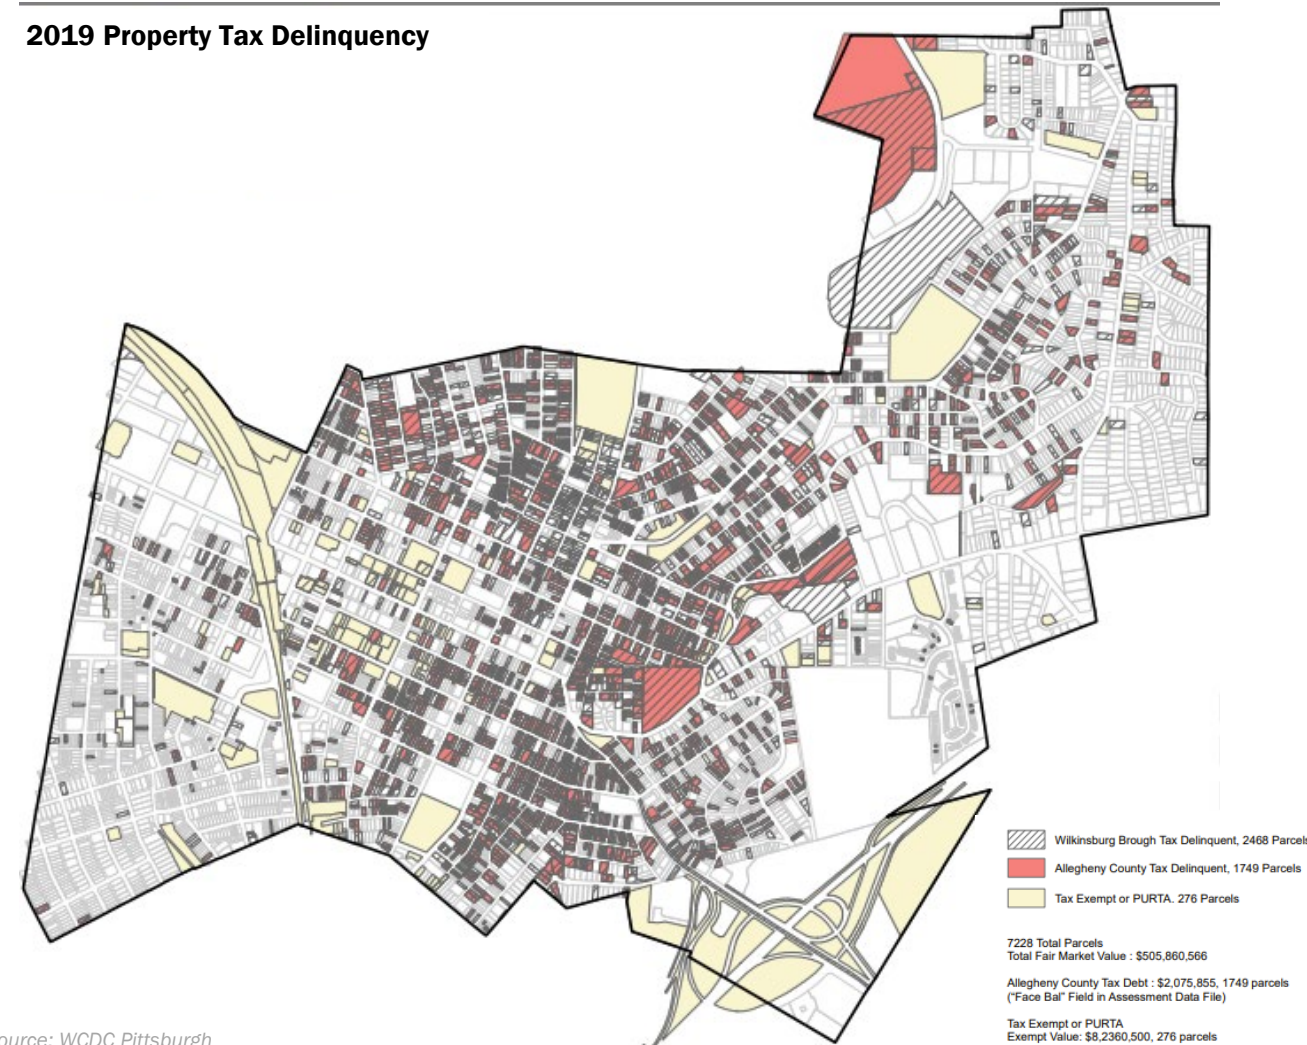 2019 Property Tax Delinquency
Wilkinsburg Brough Tax Delinquent, 2468 Parcels
Allegheny County Tax Delinquent, 1749 Parcels
Tax Exempt or PURTA. 276 Parcels
7228 Total Parcels
Total Fair Market Value : $505,860,566
Allegheny County Tax Debt : $2,075,855, 1749 parcels
("Face Bal" Field in Assessment Data File)
Tax Exempt or PURTA
Exempt Value: $8,2360,500, 276 parcels
ource: WCDC Pittsburgh